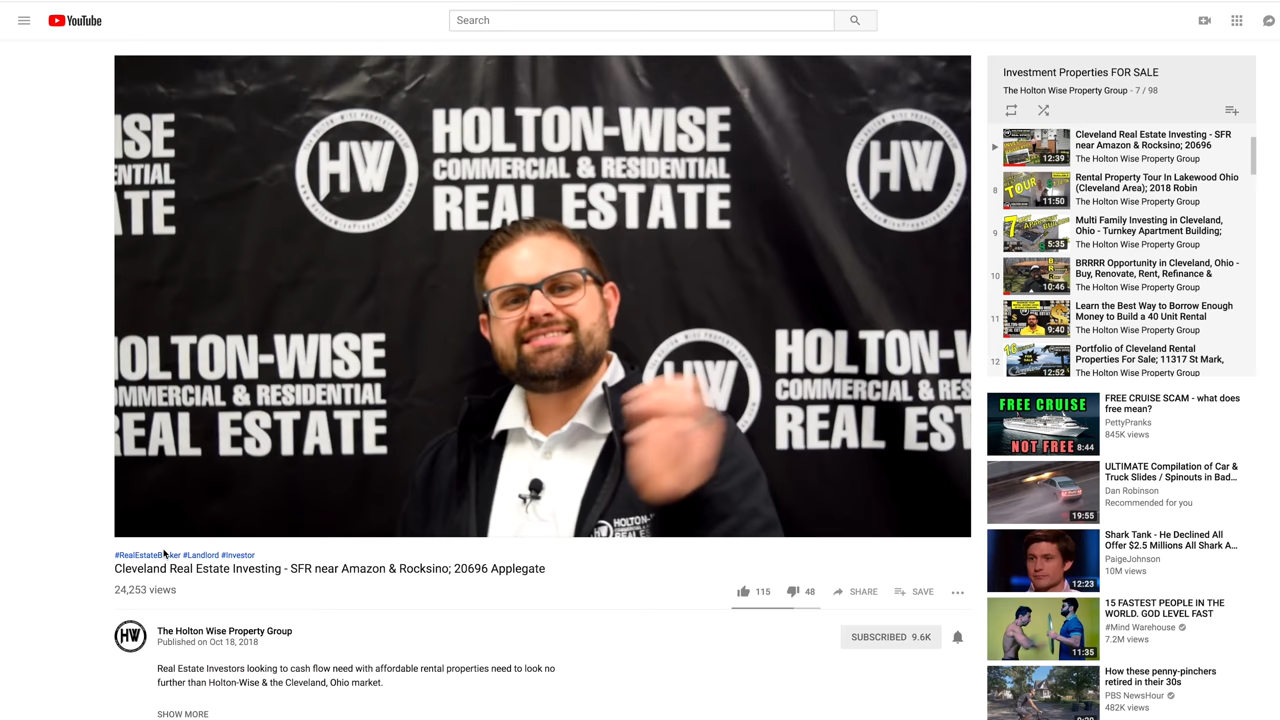 YouTube
Search
ISE
ENTIAL
ATE
HW
HOLTON-WISE
COMMERCIAL & RESIDENTIAL
REAL ESTATE
HW
HOLTON-WISE
COMMERCIAL & RESIDENTIAL
REAL ESTATE
HOLTON-W
COMMERCIAL & RES
REAL EST
#RealEstateBroker #Landlord #Investor
Cleveland Real Estate Investing - SFR near Amazon & Rocksino; 20696 Applegate
24,253 views
115
48
SHARE
SAVE
HW
The Holton Wise Property Group
Published on Oct 18, 2018
SUBSCRIBED 9.6K
Real Estate Investors looking to cash flow need with affordable rental properties need to look no
further than Holton-Wise & the Cleveland, Ohio market.
SHOW MORE
Investment Properties FOR SALE
The Holton Wise Property Group - 7 / 98
Cleveland Real Estate Investing - SFR
near Amazon & Rocksino; 20696
The Holton Wise Property Group
12:39
8
TOUR
11:50
Rental Property Tour In Lakewood Ohio
(Cleveland Area); 2018 Robin
The Holton Wise Property Group
9
7
5:35
Multi Family Investing in Cleveland,
Ohio - Turnkey Apartment Building;
The Holton Wise Property Group
10
10:46
BRRRR Opportunity in Cleveland, Ohio -
Buy, Renovate, Rent, Refinance &
The Holton Wise Property Group
11
9:40
Learn the Best Way to Borrow Enough
Money to Build a 40 Unit Rental
The Holton Wise Property Group
12
16
12:52
Portfolio of Cleveland Rental
Properties For Sale; 11317 St Mark,
The Holton Wise Property Group
FREE CRUISE
NOT FREE
8:44
FREE CRUISE SCAM - what does
free mean?
PettyPranks
845K views
19:55
ULTIMATE Compilation of Car &
Truck Slides / Spinouts in Bad...
Dan Robinson
Recommended for you
12:23
Shark Tank - He Declined All
Offer $2.5 Millions All Shark A...
PaigeJohnson
10M views
11:35
15 FASTEST PEOPLE IN THE
WORLD. GOD LEVEL FAST
#Mind Warehouse
7.2M views
How these penny-pinchers
retired in their 30s
PBS NewsHour
482K views